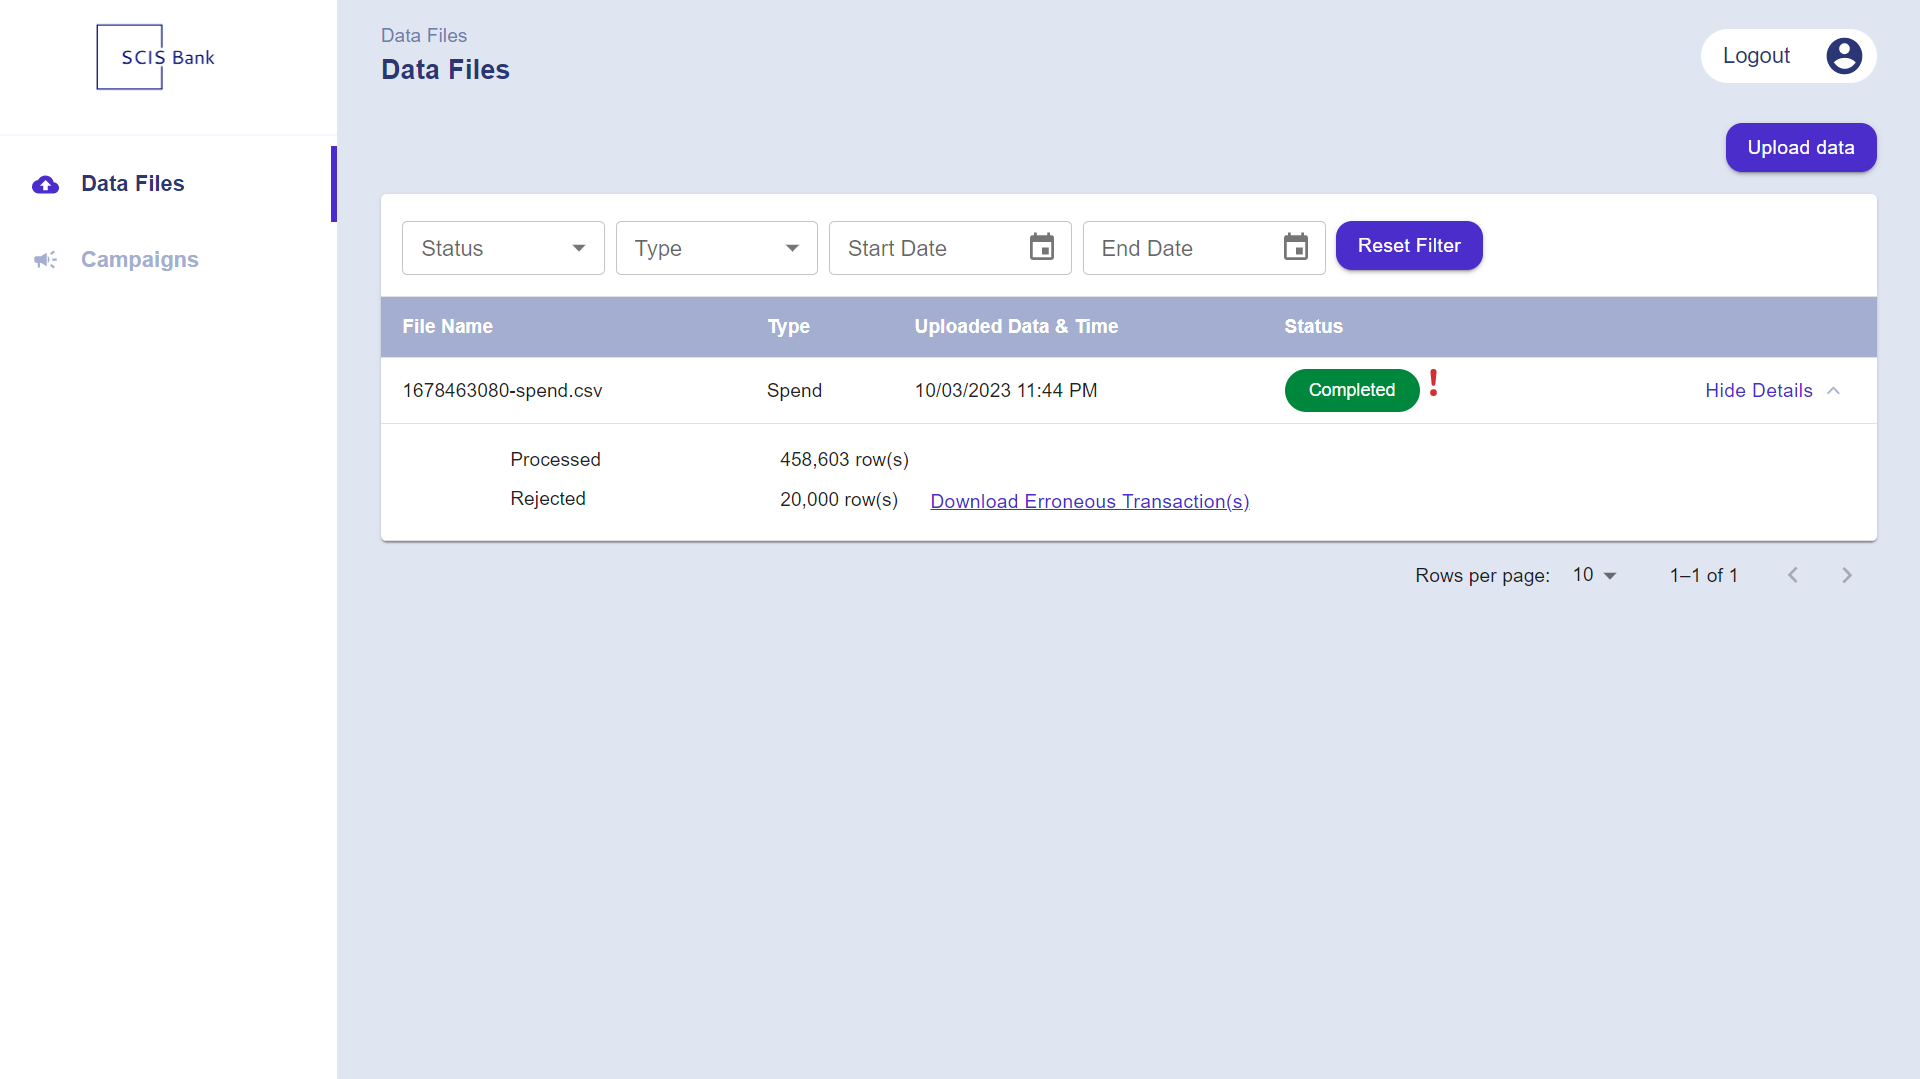 SCIS Bank
Data Files
Campaigns
Data Files
Data Files
Logout
Upload data
Status
Type
Start Date
End Date
Reset Filter
File Name Type Uploaded Data & Time Status
1678463080-spend.csv Spend 10/03/2023 11:44 PM Completed ! Hide Details
Processed 458,603 row(s)
Rejected 20,000 row(s) Download Erroneous Transaction(s)
Rows per page: 10 1–1 of 1